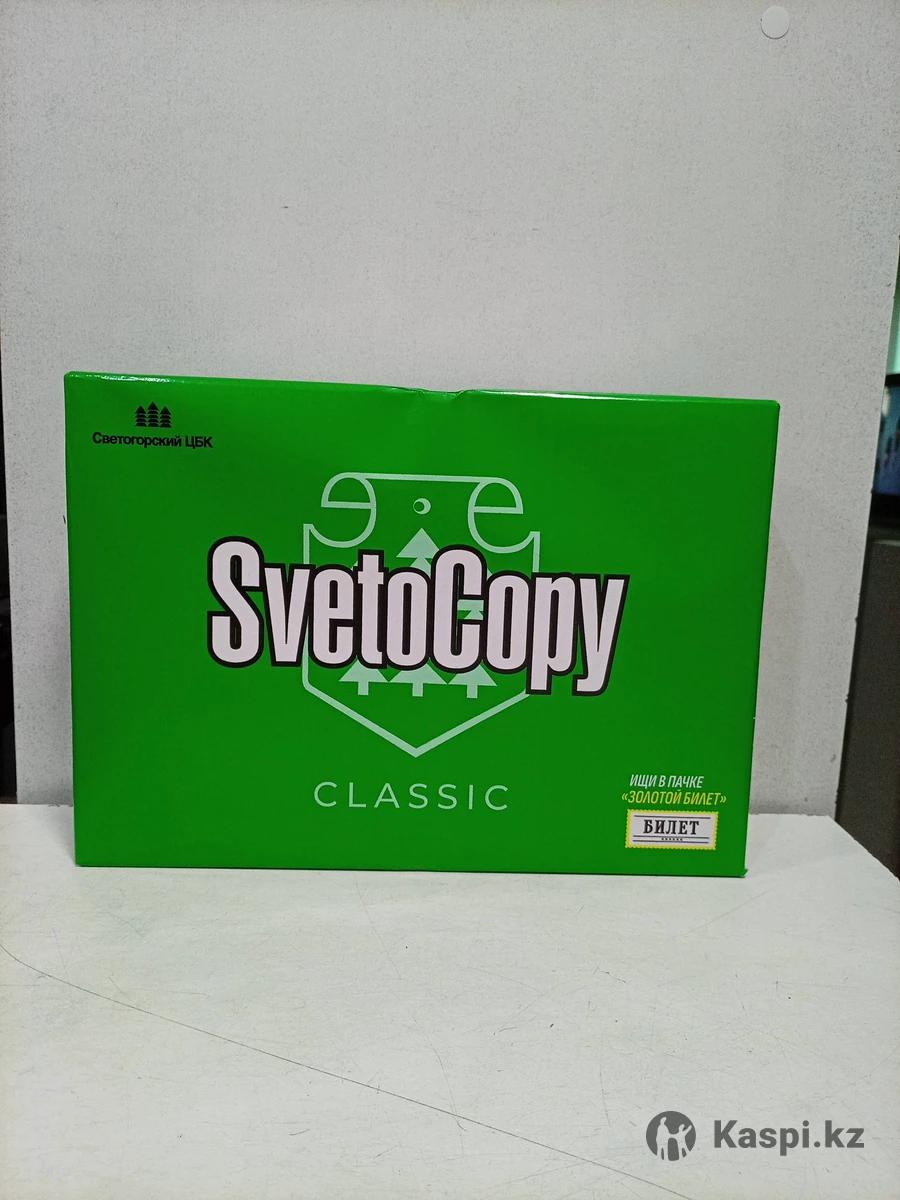 Светогорский ЦБК
SvetoCopy
CLASSIC
ИЩИ В ПАЧКЕ
«ЗОЛОТОЙ БИЛЕТ»
БИЛЕТ
Kaspi.kz